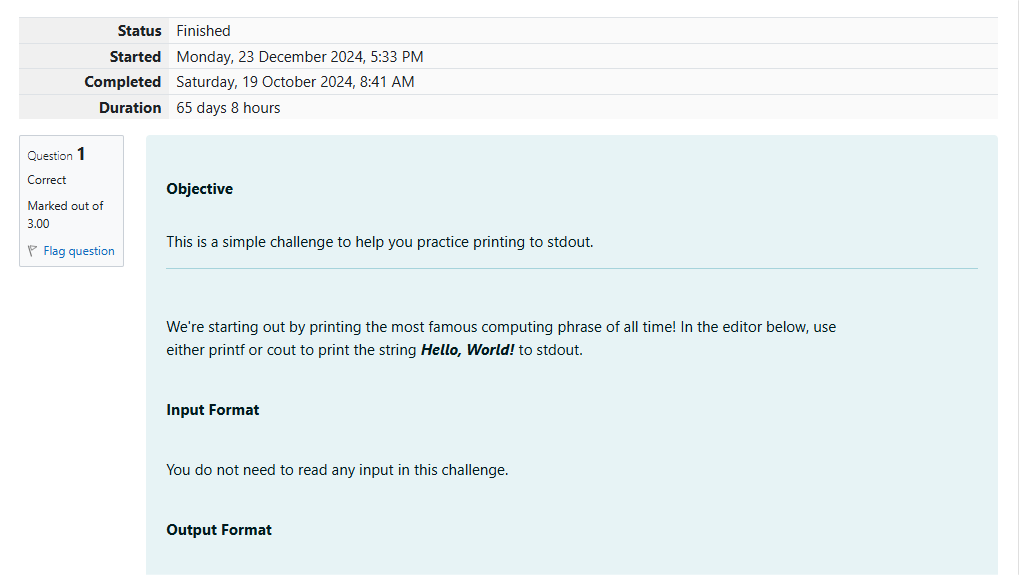 Status Finished
Started Monday, 23 December 2024, 5:33 PM
Completed Saturday, 19 October 2024, 8:41 AM
Duration 65 days 8 hours
Question 1
Correct
Marked out of
3.00
Flag question
Objective
This is a simple challenge to help you practice printing to stdout.
We're starting out by printing the most famous computing phrase of all time! In the editor below, use
either printf or cout to print the string Hello, World! to stdout.
Input Format
You do not need to read any input in this challenge.
Output Format